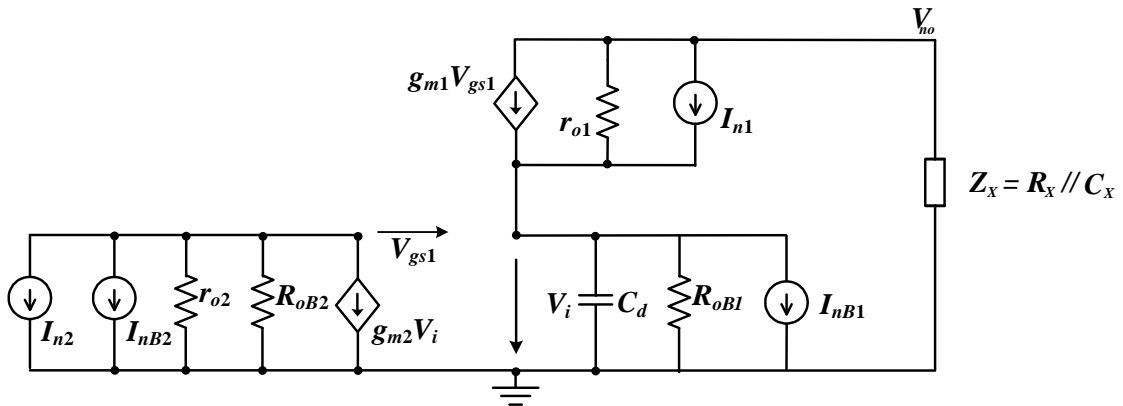 V_no
g_m1V_gs1
r_o1
I_n1
Z_X = R_X // C_X
V_gs1
I_n2
I_nB2
r_o2
R_oB2
g_m2V_i
V_i
C_d
R_oB1
I_nB1